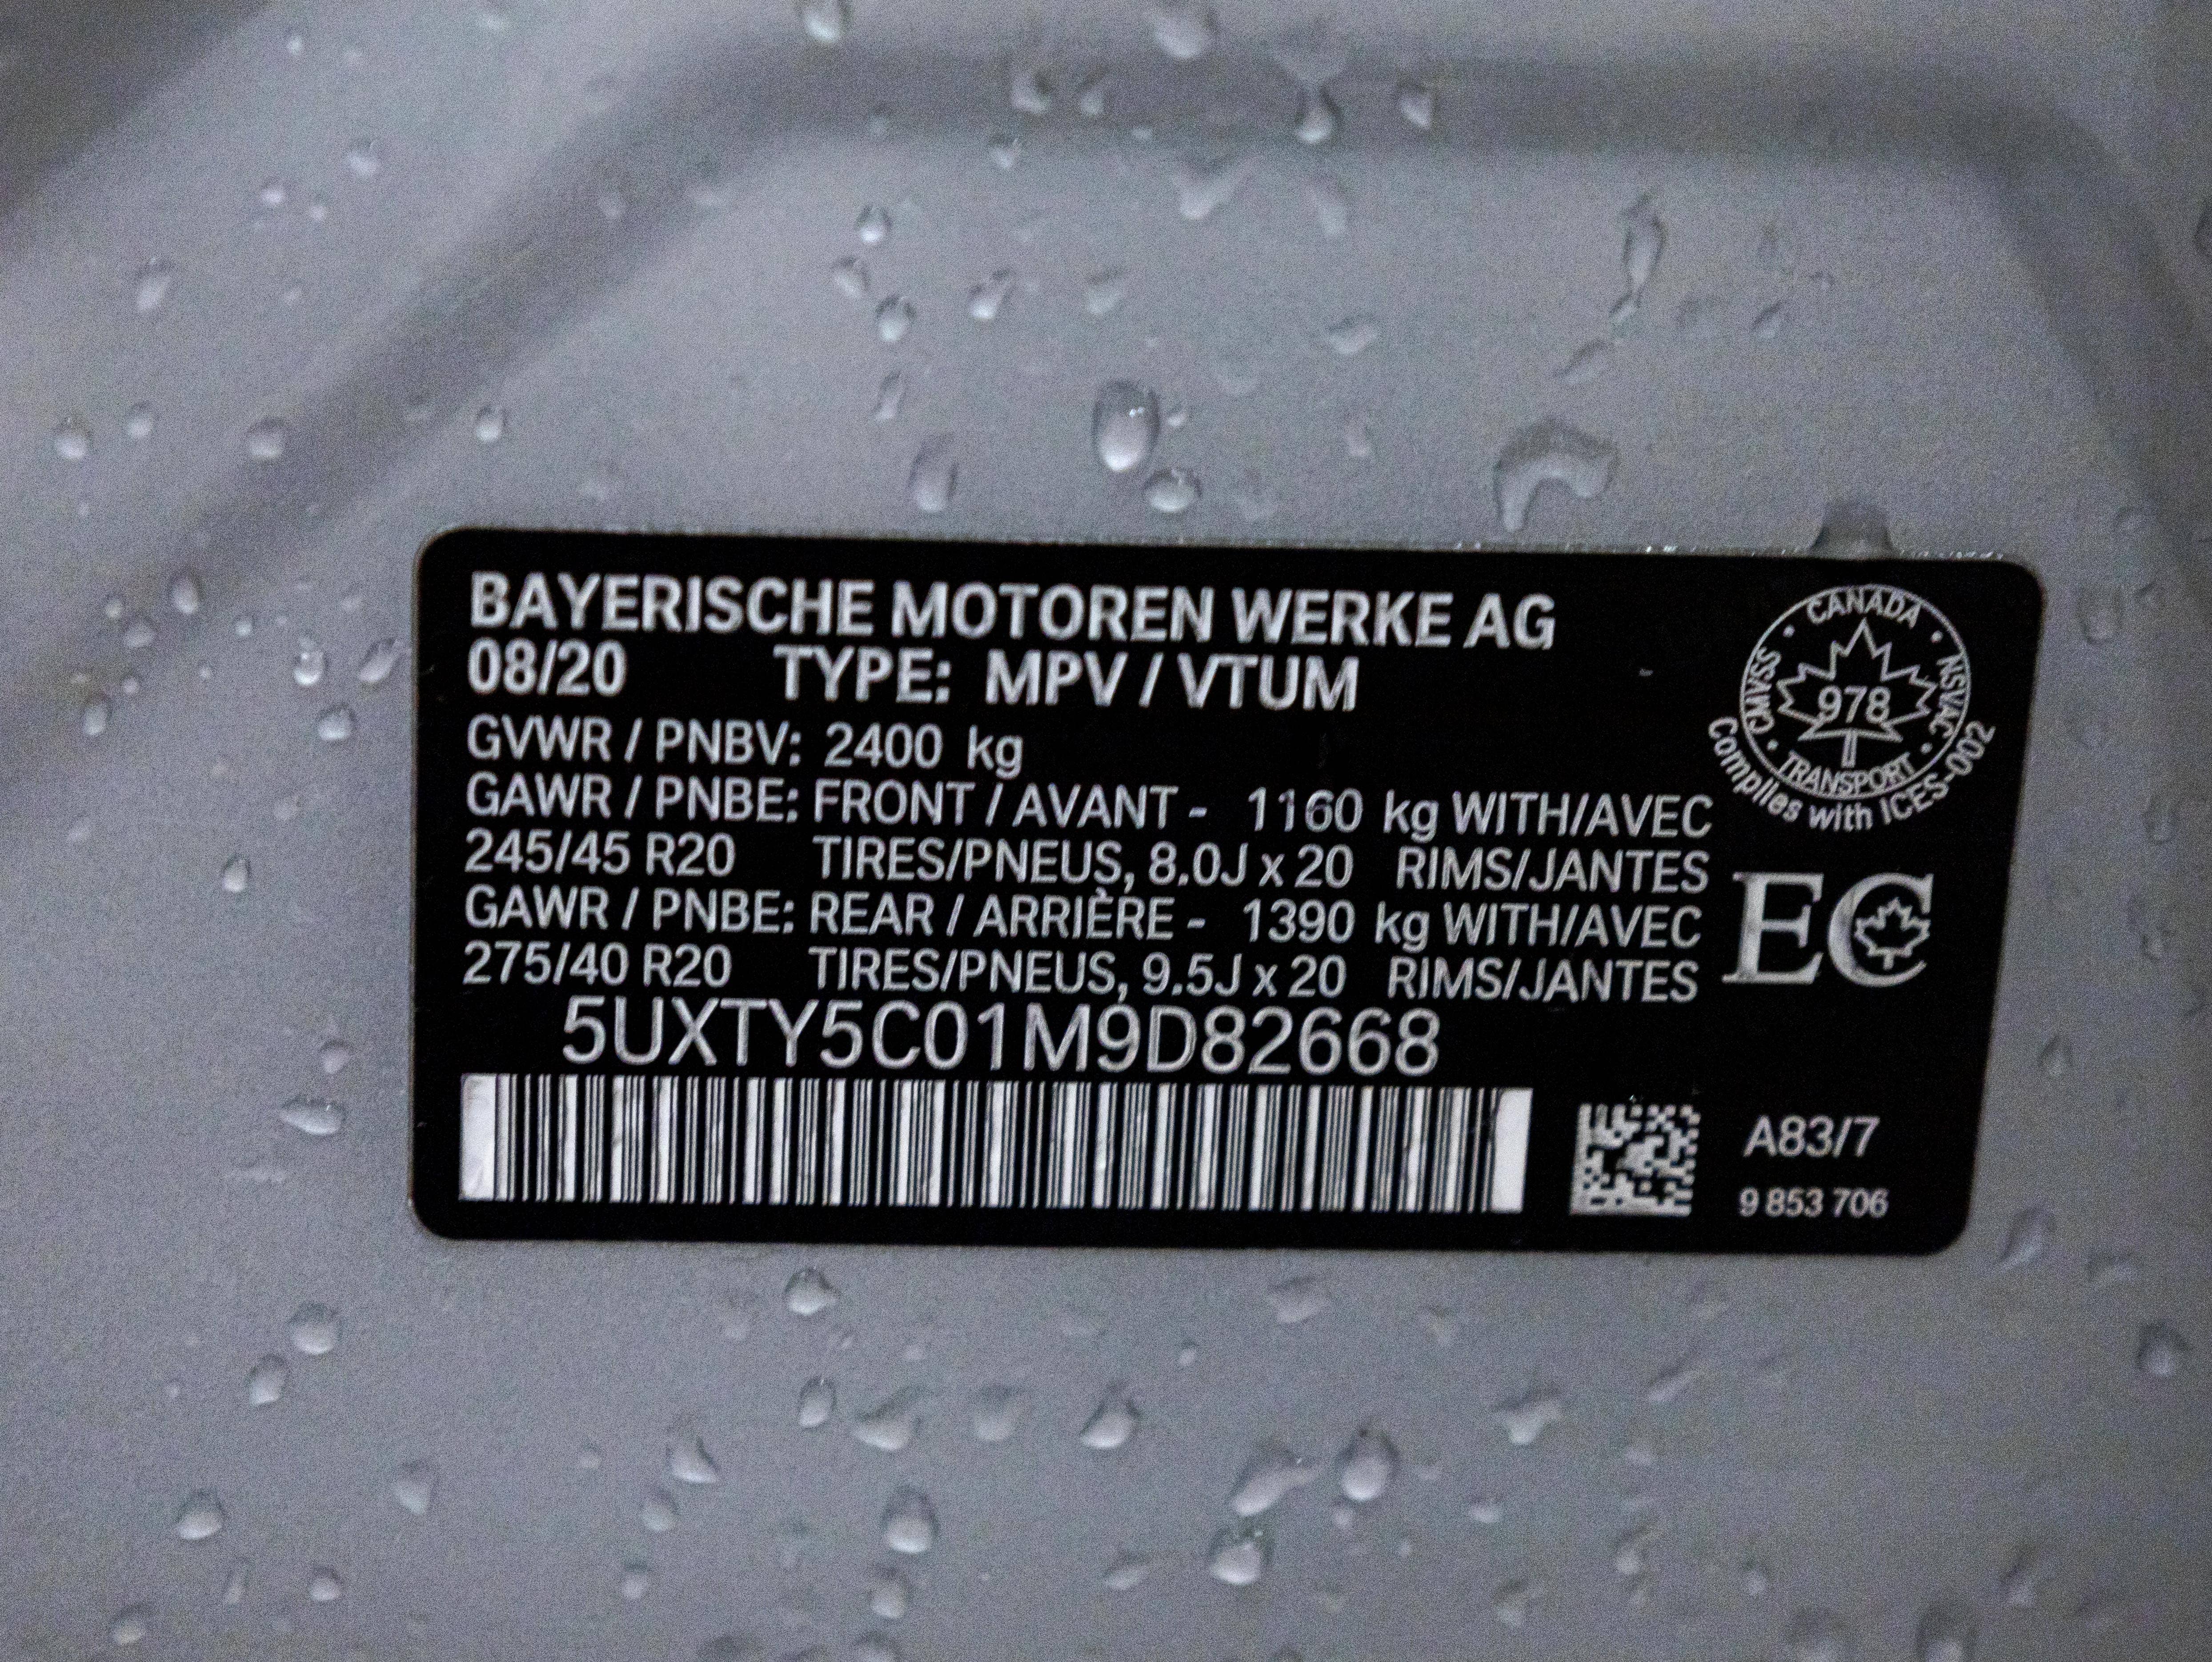 BAYERISCHE MOTOREN WERKE AG
08/20 TYPE: MPV / VTUM
GVWR / PNBV: 2400 kg
GAWR / PNBE: FRONT / AVANT - 1160 kg WITH/AVEC
245/45 R20 TIRES/PNEUS, 8.0J x 20 RIMS/JANTES
GAWR / PNBE: REAR / ARRIÈRE - 1390 kg WITH/AVEC
275/40 R20 TIRES/PNEUS, 9.5J x 20 RIMS/JANTES
5UXTY5C01M9D82668
CANADA
CMVSS
978
NSVAC
TRANSPORT
Complies with ICES-002
EC
A83/7
9 853 706